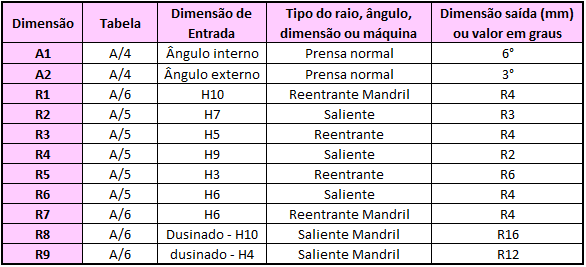 Dimensão Tabela Dimensão de Entrada Tipo do raio, ângulo, dimensão ou máquina Dimensão saída (mm) ou valor em graus
A1 A/4 Ângulo interno Prensa normal 6°
A2 A/4 Ângulo externo Prensa normal 3°
R1 A/6 H10 Reentrante Mandril R4
R2 A/5 H7 Saliente R3
R3 A/5 H5 Reentrante R4
R4 A/5 H9 Saliente R2
R5 A/5 H3 Reentrante R6
R6 A/5 H6 Saliente R4
R7 A/6 H6 Reentrante Mandril R4
R8 A/6 Dusinado - H10 Saliente Mandril R16
R9 A/6 dusinado - H4 Saliente Mandril R12